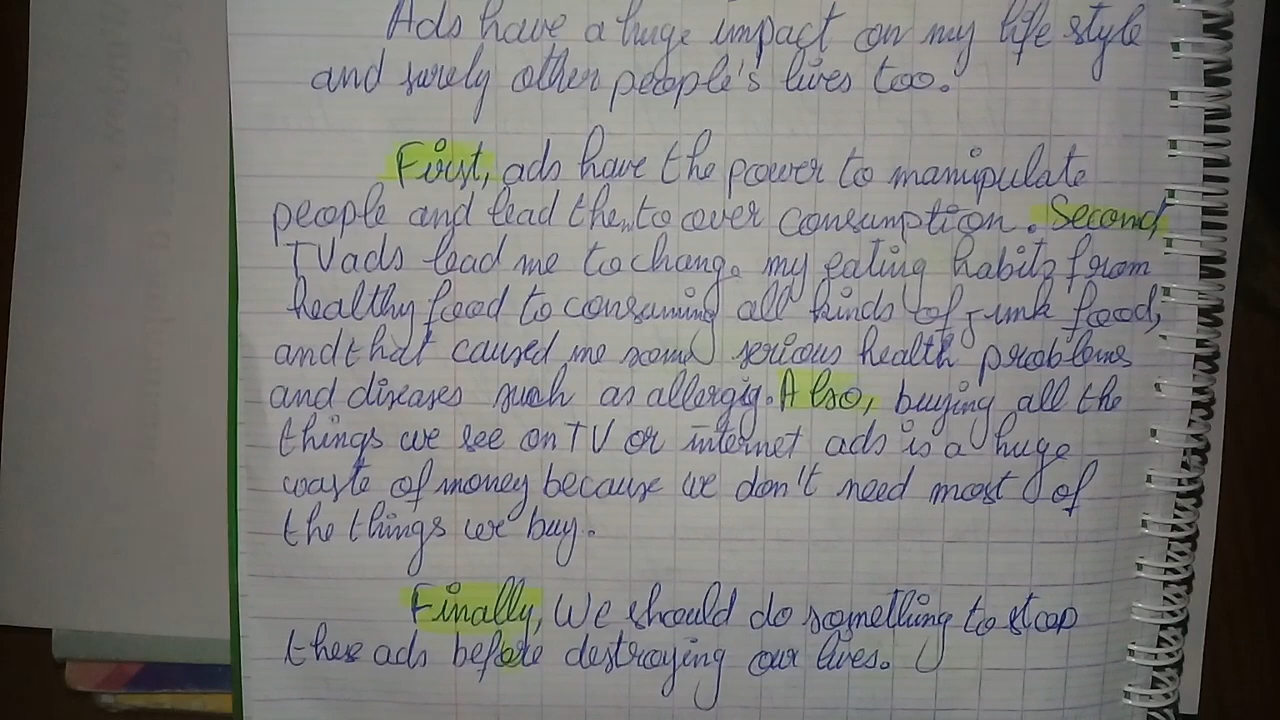 Ads have a huge impact on my life style
and surely other people's lives too.
First, ads have the power to manipulate
people and lead them to over consumption. Second,
TV ads lead me to change my eating habits from
healthy food to consuming all kinds of junk food,
and that caused me some serious health problems
and diseases such as allergig. Also, buying all the
things we see on TV or internet ads is a huge
waste of money because we don't need most of
the things we buy.
Finally, We should do something to stop
these ads before destroying our lives.